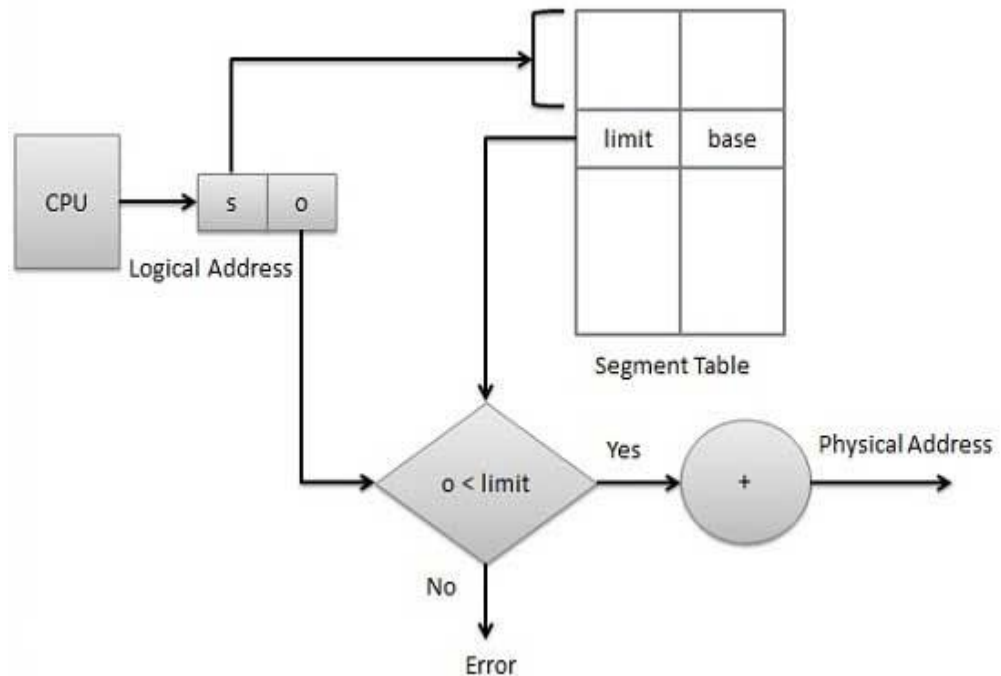 limit base
CPU
s o
Logical Address
Segment Table
o < limit
Yes
+
Physical Address
No
Error